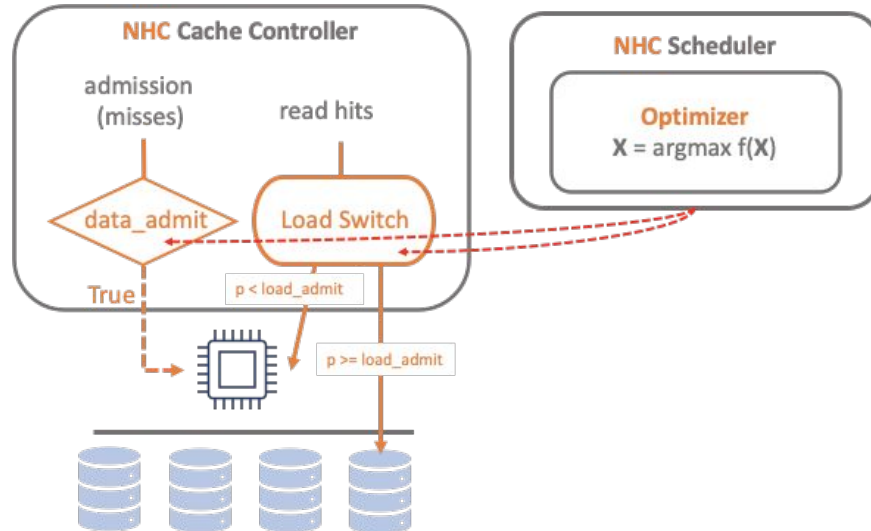 NHC Cache Controller
admission
(misses)
read hits
data_admit
Load Switch
True
p < load_admit
p >= load_admit
NHC Scheduler
Optimizer
X = argmax f(X)